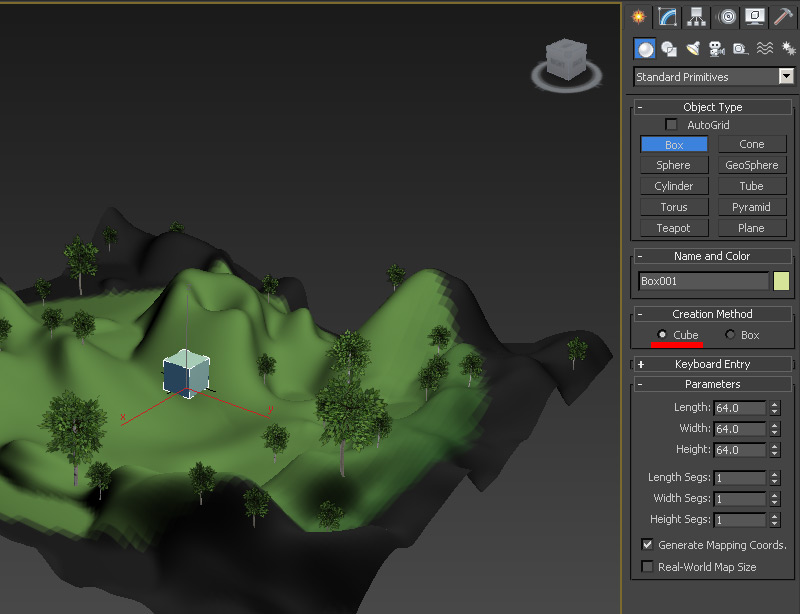 Standard Primitives
- Object Type
AutoGrid
Box Cone
Sphere GeoSphere
Cylinder Tube
Torus Pyramid
Teapot Plane
- Name and Color
Box001
- Creation Method
Cube Box
+ Keyboard Entry
- Parameters
Length: 64.0
Width: 64.0
Height: 64.0
Length Segs: 1
Width Segs: 1
Height Segs: 1
Generate Mapping Coords.
Real-World Map Size
x
y